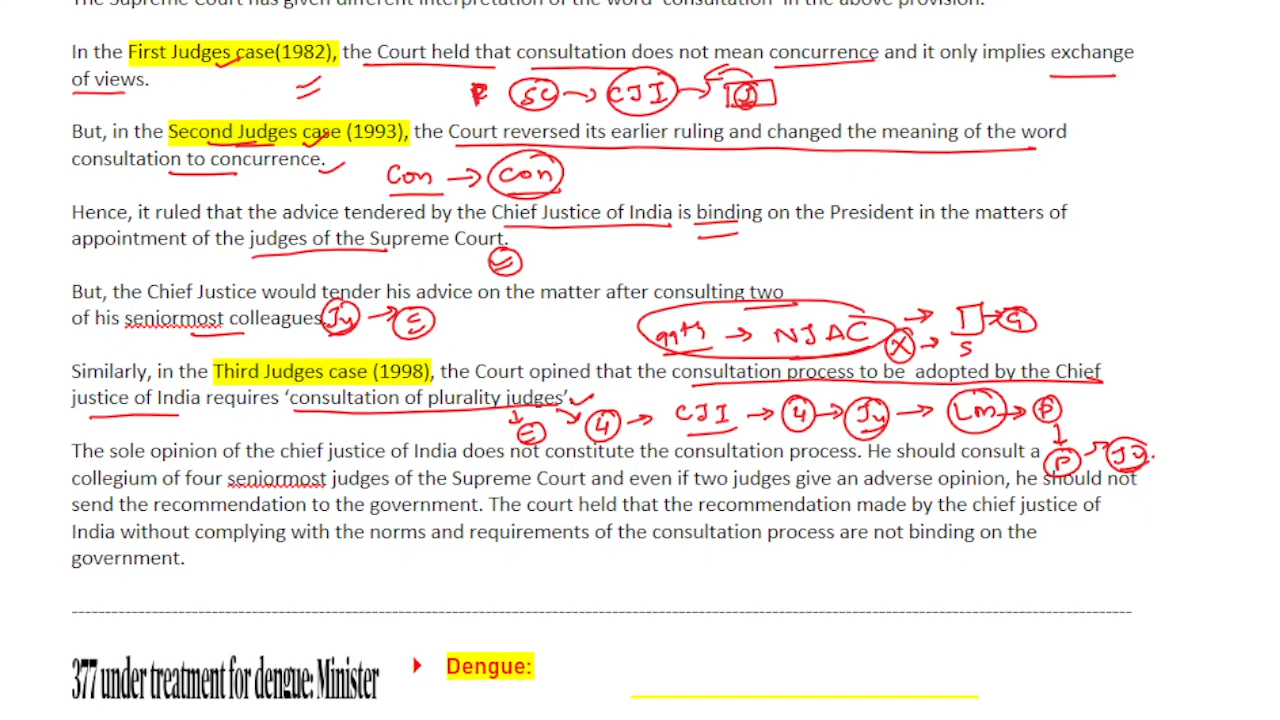 The Supreme Court has given different interpretation of the word 'consultation' in the above provision.
In the First Judges case(1982), the Court held that consultation does not mean concurrence and it only implies exchange
of views.
SC → CJI →
But, in the Second Judges case (1993), the Court reversed its earlier ruling and changed the meaning of the word
consultation to concurrence.
Con → Con
Hence, it ruled that the advice tendered by the Chief Justice of India is binding on the President in the matters of
appointment of the judges of the Supreme Court.
But, the Chief Justice would tender his advice on the matter after consulting two
of his seniormost colleagues. Ju → E
99th → NJAC X
Similarly, in the Third Judges case (1998), the Court opined that the consultation process to be adopted by the Chief
justice of India requires 'consultation of plurality judges'.
4 → CJI → 4 → Ju → LM → P
The sole opinion of the chief justice of India does not constitute the consultation process. He should consult a
P
collegium of four seniormost judges of the Supreme Court and even if two judges give an adverse opinion, he should not
send the recommendation to the government. The court held that the recommendation made by the chief justice of
India without complying with the norms and requirements of the consultation process are not binding on the
government.
377 under treatment for dengue: Minister
Dengue: